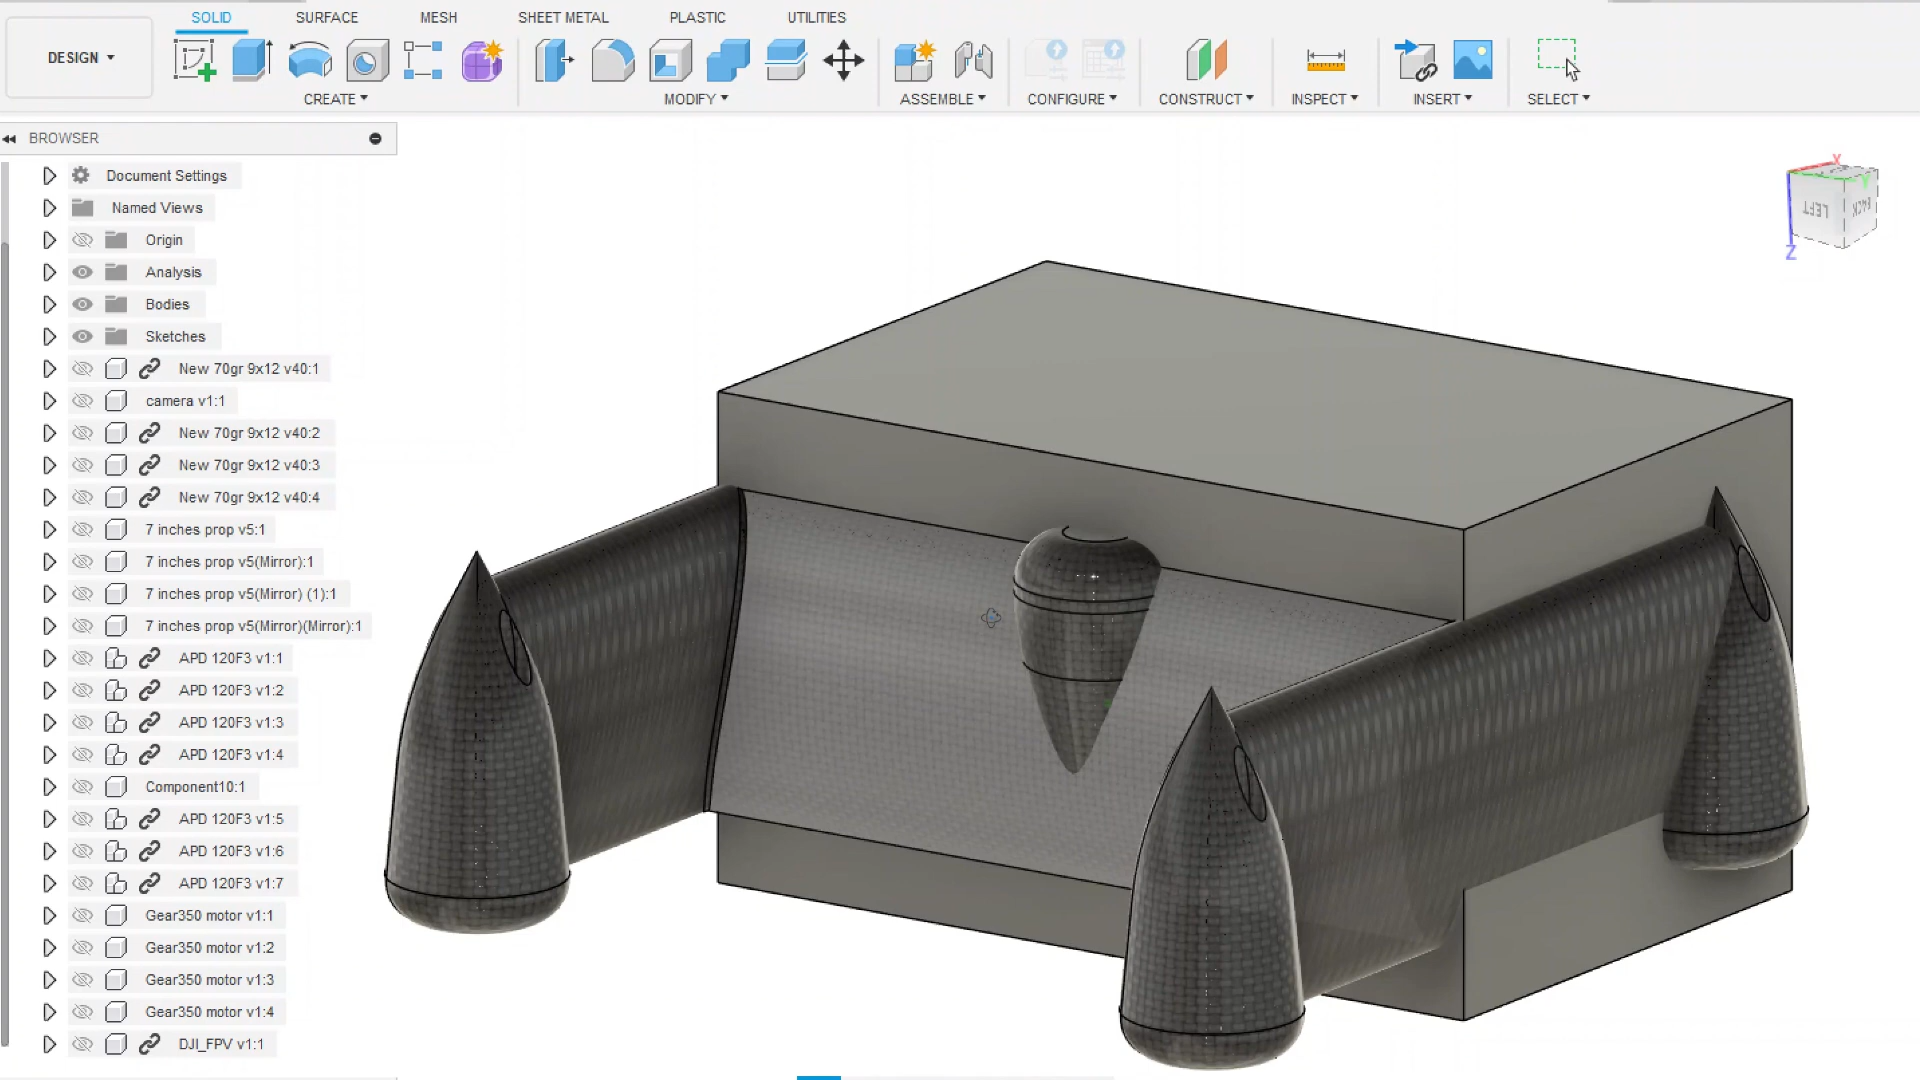 SOLID SURFACE MESH SHEET METAL PLASTIC UTILITIES
DESIGN
CREATE MODIFY ASSEMBLE CONFIGURE CONSTRUCT INSPECT INSERT SELECT
BROWSER
Document Settings
Named Views
Origin
Analysis
Bodies
Sketches
New 70gr 9x12 v40:1
camera v1:1
New 70gr 9x12 v40:2
New 70gr 9x12 v40:3
New 70gr 9x12 v40:4
7 inches prop v5:1
7 inches prop v5(Mirror):1
7 inches prop v5(Mirror) (1):1
7 inches prop v5(Mirror)(Mirror):1
APD 120F3 v1:1
APD 120F3 v1:2
APD 120F3 v1:3
APD 120F3 v1:4
Component10:1
APD 120F3 v1:5
APD 120F3 v1:6
APD 120F3 v1:7
Gear350 motor v1:1
Gear350 motor v1:2
Gear350 motor v1:3
Gear350 motor v1:4
DJI_FPV v1:1
X
Y
LEFT BACK
Z